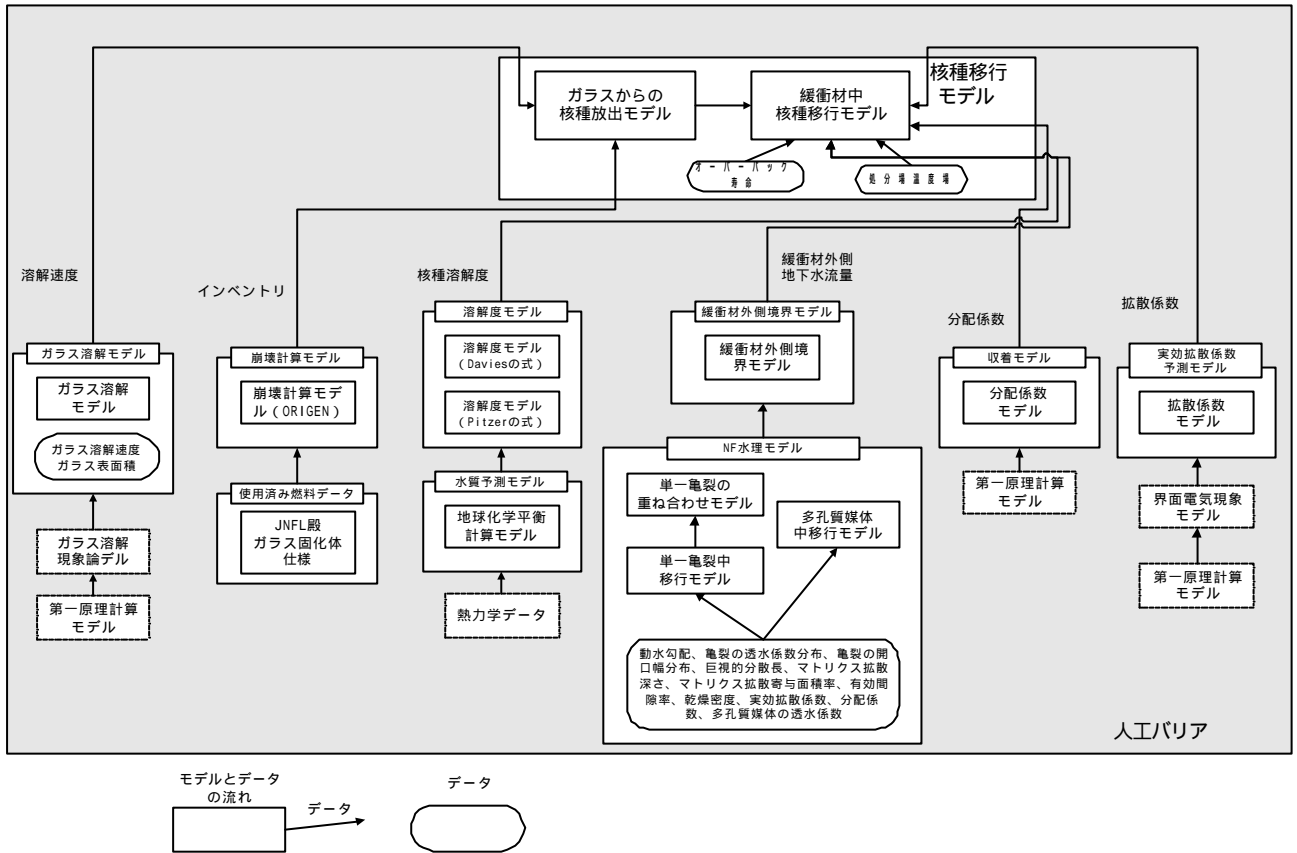 核種移行
モデル
ガラスからの
核種放出モデル
緩衝材中
核種移行モデル
オーバーパック
寿命
処分場温度場
溶解速度
インベントリ
核種溶解度
緩衝材外側
地下水流量
分配係数
拡散係数
ガラス溶解モデル
ガラス溶解
モデル
ガラス溶解速度
ガラス表面積
ガラス溶解
現象論デル
第一原理計算
モデル
崩壊計算モデル
崩壊計算モデ
ル(ORIGEN)
使用済み燃料データ
JNFL殿
ガラス固化体
仕様
溶解度モデル
溶解度モデル
(Daviesの式)
溶解度モデル
(Pitzerの式)
水質予測モデル
地球化学平衡
計算モデル
熱力学データ
緩衝材外側境界モデル
緩衝材外側境
界モデル
NF水理モデル
単一亀裂の
重ね合わせモデル
多孔質媒体
中移行モデル
単一亀裂中
移行モデル
動水勾配、亀裂の透水係数分布、亀裂の開
口幅分布、巨視的分散長、マトリクス拡散
深さ、マトリクス拡散寄与面積率、有効間
隙率、乾燥密度、実効拡散係数、分配係
数、多孔質媒体の透水係数
収着モデル
分配係数
モデル
第一原理計算
モデル
実効拡散係数
予測モデル
拡散係数
モデル
界面電気現象
モデル
第一原理計算
モデル
人工バリア
モデルとデータ
の流れ
データ
データ